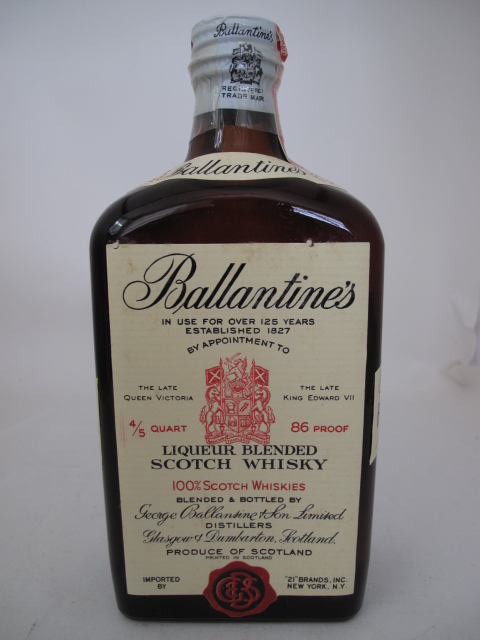 Ballantine's
REGISTERED
TRADE MARK
Ballantine's
Ballantine's
IN USE FOR OVER 125 YEARS
ESTABLISHED 1827
BY APPOINTMENT TO
THE LATE
QUEEN VICTORIA
THE LATE
KING EDWARD VII
4/5 QUART
86 PROOF
LIQUEUR BLENDED
SCOTCH WHISKY
100% SCOTCH WHISKIES
BLENDED & BOTTLED BY
George Ballantine & Son Limited
DISTILLERS
Glasgow & Dumbarton, Scotland.
PRODUCE OF SCOTLAND
PRINTED IN SCOTLAND
IMPORTED
BY
"21" BRANDS, INC.
NEW YORK, N.Y.